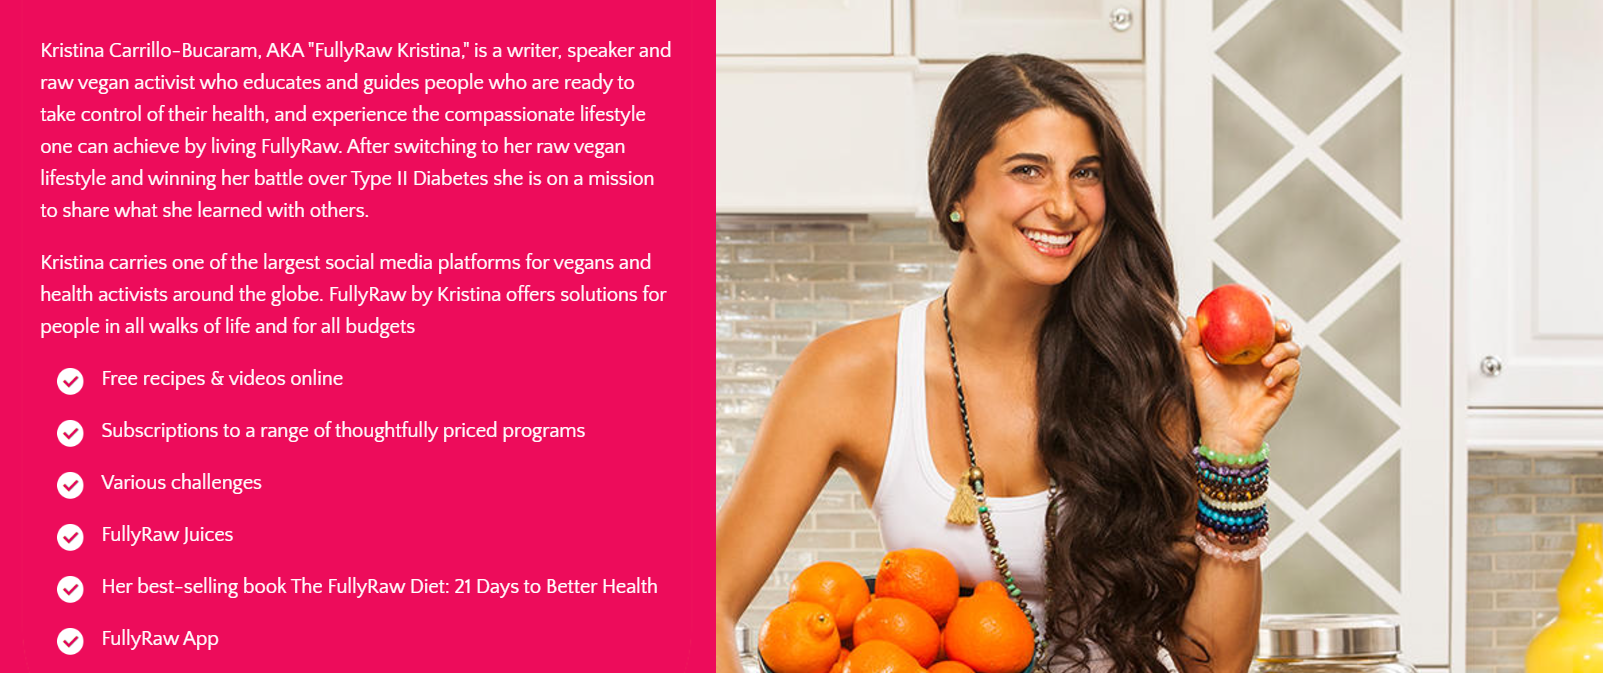 Kristina Carrillo-Bucaram, AKA "FullyRaw Kristina," is a writer, speaker and
raw vegan activist who educates and guides people who are ready to
take control of their health, and experience the compassionate lifestyle
one can achieve by living FullyRaw. After switching to her raw vegan
lifestyle and winning her battle over Type II Diabetes she is on a mission
to share what she learned with others.
Kristina carries one of the largest social media platforms for vegans and
health activists around the globe. FullyRaw by Kristina offers solutions for
people in all walks of life and for all budgets
Free recipes & videos online
Subscriptions to a range of thoughtfully priced programs
Various challenges
FullyRaw Juices
Her best-selling book The FullyRaw Diet: 21 Days to Better Health
FullyRaw App